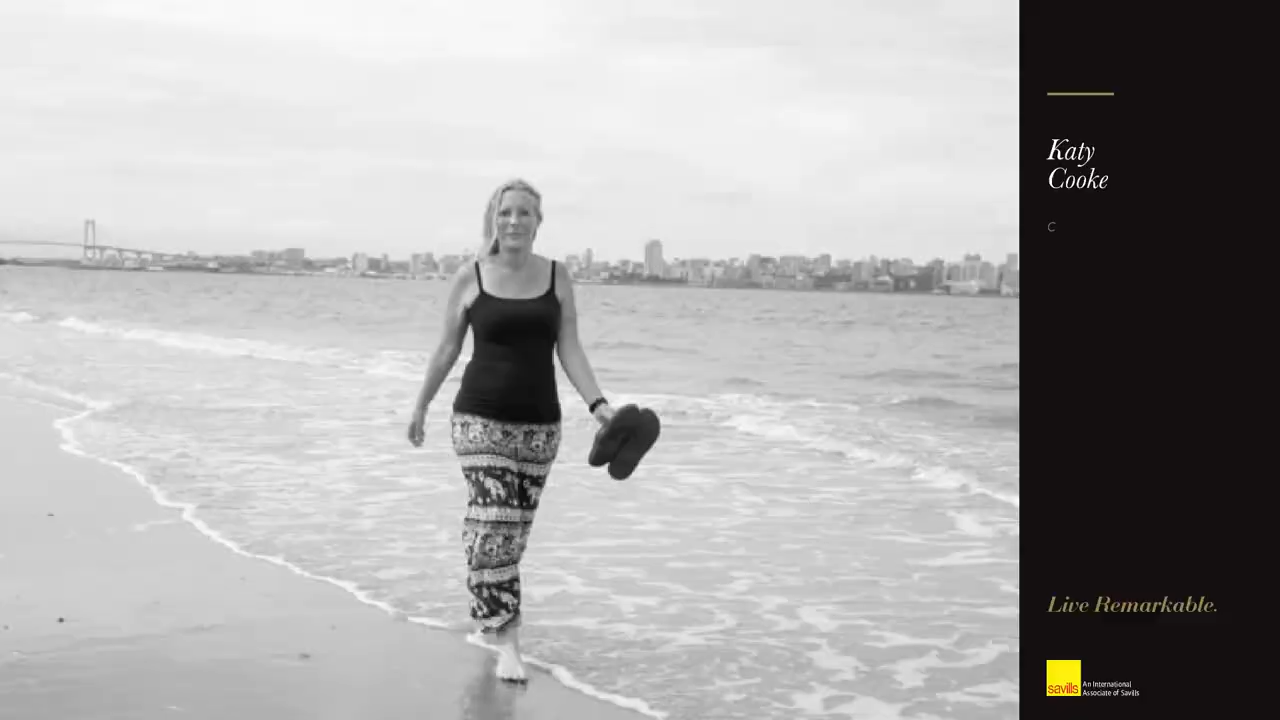 Katy
Cooke
C
Live Remarkable.
savills
An International
Associate of Savills